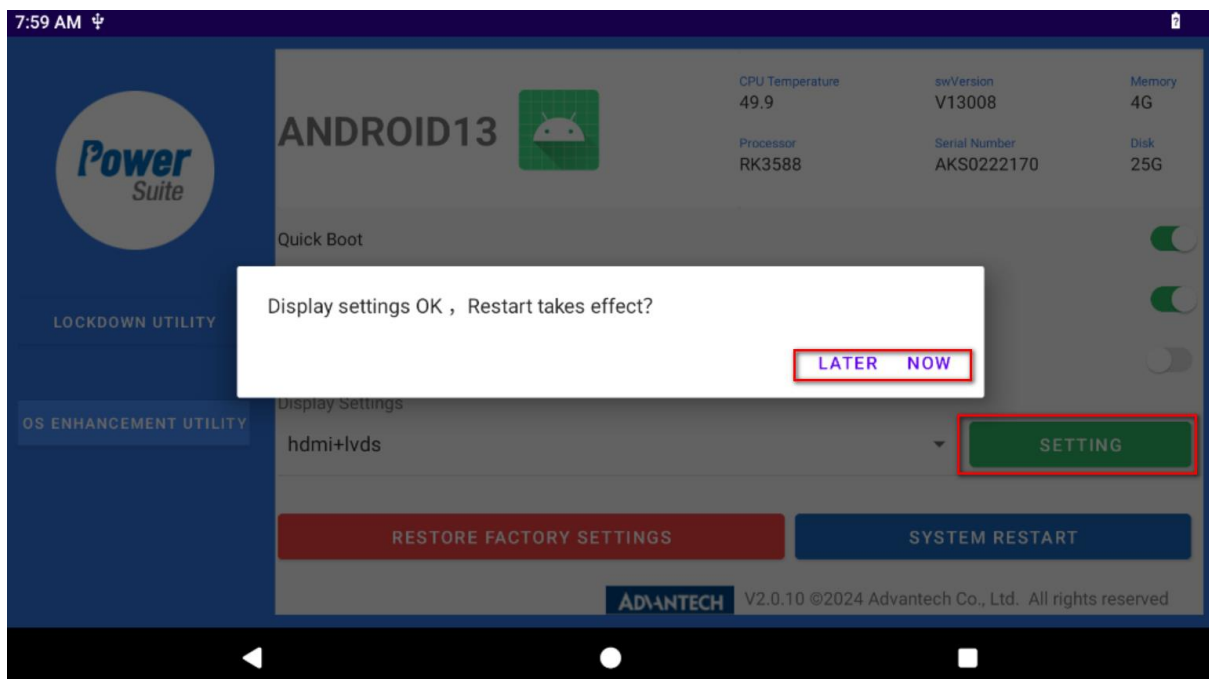 7:59 AM
Power
Suite
LOCKDOWN UTILITY
OS ENHANCEMENT UTILITY
ANDROID13
CPU Temperature
49.9
swVersion
V13008
Memory
4G
Processor
RK3588
Serial Number
AKS0222170
Disk
25G
Quick Boot
Display settings OK ，Restart takes effect?
LATER NOW
Display Settings
hdmi+lvds
SETTING
RESTORE FACTORY SETTINGS
SYSTEM RESTART
ADVANTECH V2.0.10 ©2024 Advantech Co., Ltd. All rights reserved